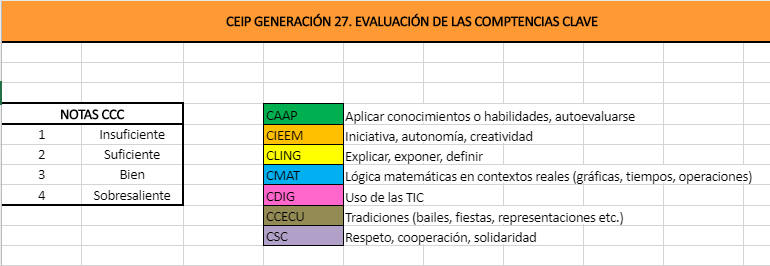 CEIP GENERACIÓN 27. EVALUACIÓN DE LAS COMPTENCIAS CLAVE
NOTAS CCC
1 Insuficiente
2 Suficiente
3 Bien
4 Sobresaliente
CAAP Aplicar conocimientos o habilidades, autoevaluarse
CIEEM Iniciativa, autonomía, creatividad
CLING Explicar, exponer, definir
CMAT Lógica matemáticas en contextos reales (gráficas, tiempos, operaciones)
CDIG Uso de las TIC
CCECU Tradiciones (bailes, fiestas, representaciones etc.)
CSC Respeto, cooperación, solidaridad